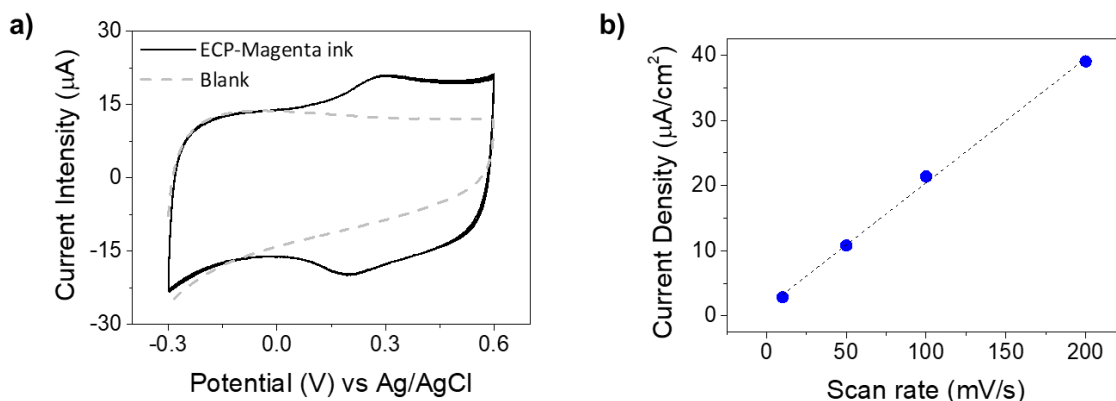 a)
30
15
0
-15
-30
Current Intensity (μA)
ECP-Magenta ink
Blank
-0.3 0.0 0.3 0.6
Potential (V) vs Ag/AgCl
b)
40
30
20
10
0
Current Density (μA/cm²)
0 50 100 150 200
Scan rate (mV/s)